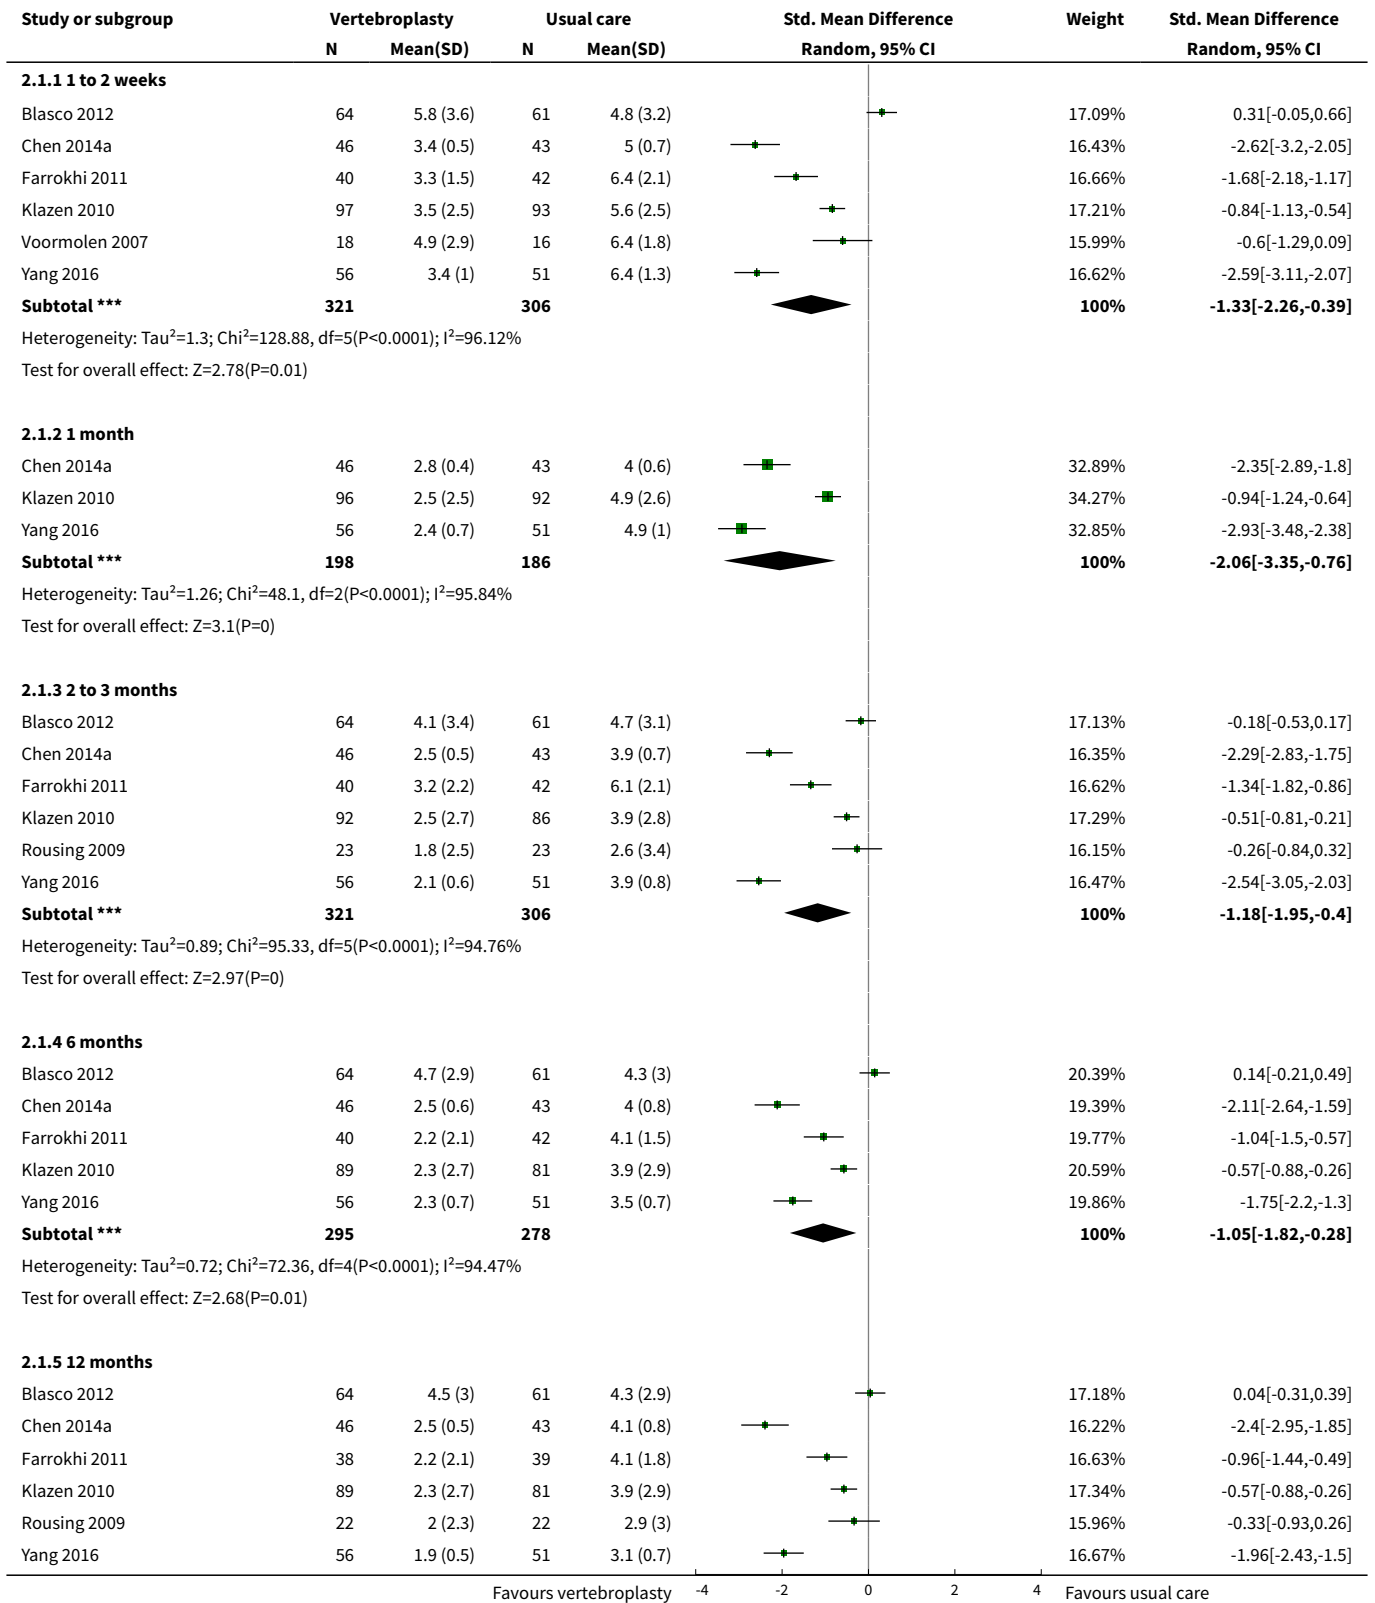 Study or subgroup Vertebroplasty Usual care Std. Mean Difference Weight Std. Mean Difference
N Mean(SD) N Mean(SD) Random, 95% CI Random, 95% CI
2.1.1 1 to 2 weeks
Blasco 2012 64 5.8 (3.6) 61 4.8 (3.2) 17.09% 0.31[-0.05,0.66]
Chen 2014a 46 3.4 (0.5) 43 5 (0.7) 16.43% -2.62[-3.2,-2.05]
Farrokhi 2011 40 3.3 (1.5) 42 6.4 (2.1) 16.66% -1.68[-2.18,-1.17]
Klazen 2010 97 3.5 (2.5) 93 5.6 (2.5) 17.21% -0.84[-1.13,-0.54]
Voormolen 2007 18 4.9 (2.9) 16 6.4 (1.8) 15.99% -0.6[-1.29,0.09]
Yang 2016 56 3.4 (1) 51 6.4 (1.3) 16.62% -2.59[-3.11,-2.07]
Subtotal *** 321 306 100% -1.33[-2.26,-0.39]
Heterogeneity: Tau²=1.3; Chi²=128.88, df=5(P<0.0001); I²=96.12%
Test for overall effect: Z=2.78(P=0.01)
2.1.2 1 month
Chen 2014a 46 2.8 (0.4) 43 4 (0.6) 32.89% -2.35[-2.89,-1.8]
Klazen 2010 96 2.5 (2.5) 92 4.9 (2.6) 34.27% -0.94[-1.24,-0.64]
Yang 2016 56 2.4 (0.7) 51 4.9 (1) 32.85% -2.93[-3.48,-2.38]
Subtotal *** 198 186 100% -2.06[-3.35,-0.76]
Heterogeneity: Tau²=1.26; Chi²=48.1, df=2(P<0.0001); I²=95.84%
Test for overall effect: Z=3.1(P=0)
2.1.3 2 to 3 months
Blasco 2012 64 4.1 (3.4) 61 4.7 (3.1) 17.13% -0.18[-0.53,0.17]
Chen 2014a 46 2.5 (0.5) 43 3.9 (0.7) 16.35% -2.29[-2.83,-1.75]
Farrokhi 2011 40 3.2 (2.2) 42 6.1 (2.1) 16.62% -1.34[-1.82,-0.86]
Klazen 2010 92 2.5 (2.7) 86 3.9 (2.8) 17.29% -0.51[-0.81,-0.21]
Rousing 2009 23 1.8 (2.5) 23 2.6 (3.4) 16.15% -0.26[-0.84,0.32]
Yang 2016 56 2.1 (0.6) 51 3.9 (0.8) 16.47% -2.54[-3.05,-2.03]
Subtotal *** 321 306 100% -1.18[-1.95,-0.4]
Heterogeneity: Tau²=0.89; Chi²=95.33, df=5(P<0.0001); I²=94.76%
Test for overall effect: Z=2.97(P=0)
2.1.4 6 months
Blasco 2012 64 4.7 (2.9) 61 4.3 (3) 20.39% 0.14[-0.21,0.49]
Chen 2014a 46 2.5 (0.6) 43 4 (0.8) 19.39% -2.11[-2.64,-1.59]
Farrokhi 2011 40 2.2 (2.1) 42 4.1 (1.5) 19.77% -1.04[-1.5,-0.57]
Klazen 2010 89 2.3 (2.7) 81 3.9 (2.9) 20.59% -0.57[-0.88,-0.26]
Yang 2016 56 2.3 (0.7) 51 3.5 (0.7) 19.86% -1.75[-2.2,-1.3]
Subtotal *** 295 278 100% -1.05[-1.82,-0.28]
Heterogeneity: Tau²=0.72; Chi²=72.36, df=4(P<0.0001); I²=94.47%
Test for overall effect: Z=2.68(P=0.01)
2.1.5 12 months
Blasco 2012 64 4.5 (3) 61 4.3 (2.9) 17.18% 0.04[-0.31,0.39]
Chen 2014a 46 2.5 (0.5) 43 4.1 (0.8) 16.22% -2.4[-2.95,-1.85]
Farrokhi 2011 38 2.2 (2.1) 39 4.1 (1.8) 16.63% -0.96[-1.44,-0.49]
Klazen 2010 89 2.3 (2.7) 81 3.9 (2.9) 17.34% -0.57[-0.88,-0.26]
Rousing 2009 22 2 (2.3) 22 2.9 (3) 15.96% -0.33[-0.93,0.26]
Yang 2016 56 1.9 (0.5) 51 3.1 (0.7) 16.67% -1.96[-2.43,-1.5]
Favours vertebroplasty -4 -2 0 2 4 Favours usual care